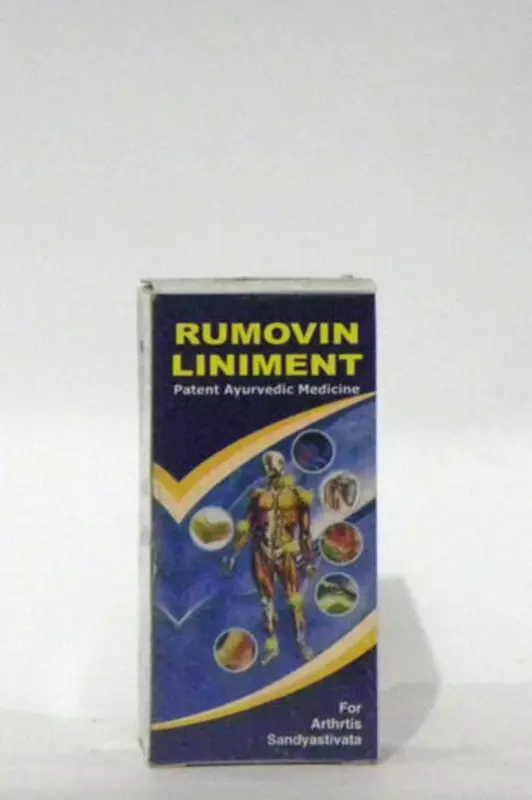 RUMOVIN
LINIMENT
Patent Ayurvedic Medicine
For
Arthrtis
Sandyastivata